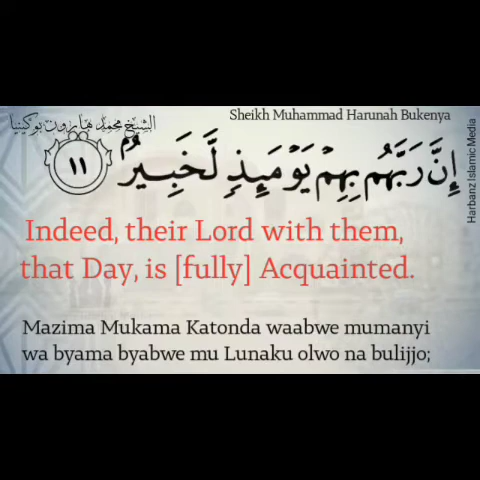 الشيخ محمد هارون بوكينيا
Sheikh Muhammad Harunah Bukenya
إِنَّ رَبَّهُم بِهِمْ يَوْمَئِذٍ لَّخَبِيرٌۢ ١١
Indeed, their Lord with them,
that Day, is [fully] Acquainted.
Mazima Mukama Katonda waabwe mumanyi
wa byama byabwe mu Lunaku olwo na bulijjo;
Harbanz Islamic Media